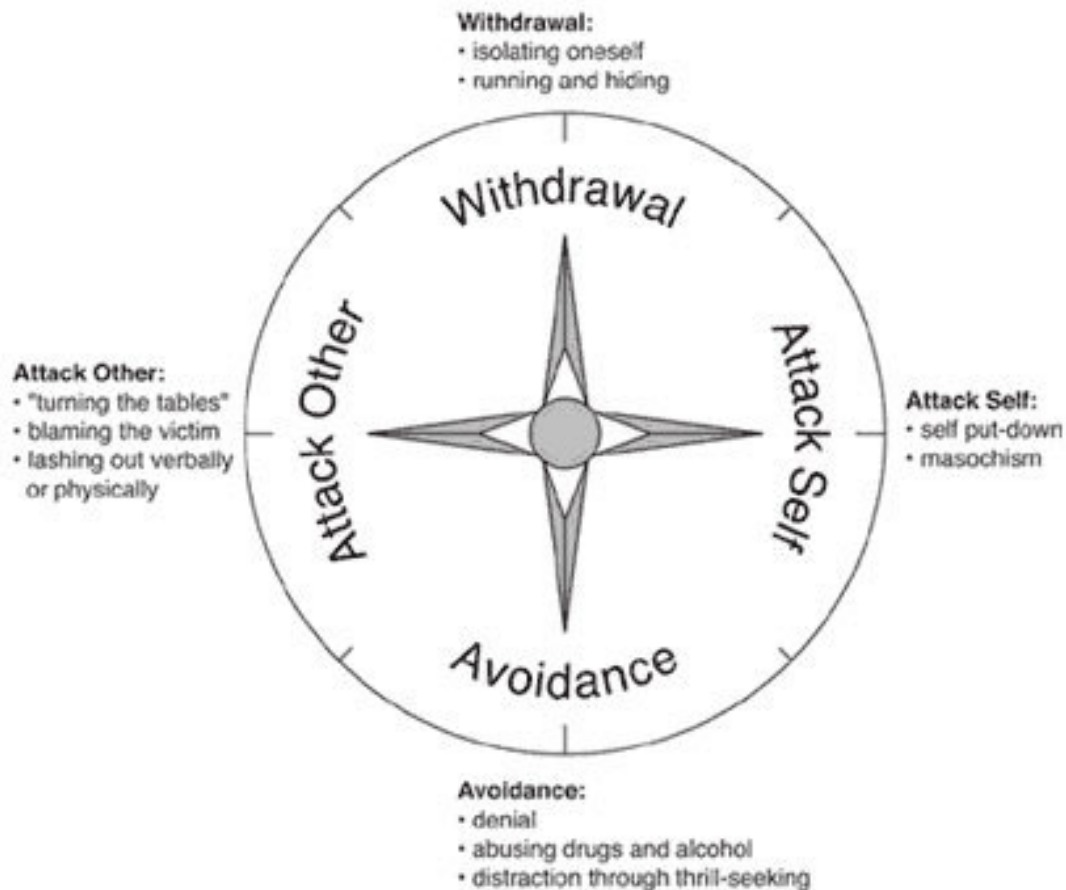 Withdrawal:
• isolating oneself
• running and hiding
Withdrawal
Attack Other
Attack Self
Avoidance
Attack Other:
• "turning the tables"
• blaming the victim
• lashing out verbally
or physically
Attack Self:
• self put-down
• masochism
Avoidance:
• denial
• abusing drugs and alcohol
• distraction through thrill-seeking